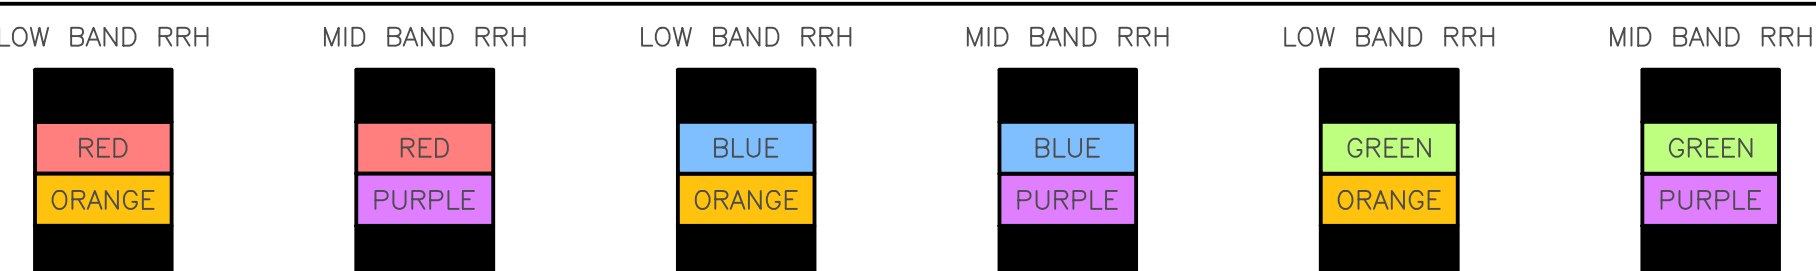 LOW BAND RRH MID BAND RRH LOW BAND RRH MID BAND RRH LOW BAND RRH MID BAND RRH
RED RED BLUE BLUE GREEN GREEN
ORANGE PURPLE ORANGE PURPLE ORANGE PURPLE